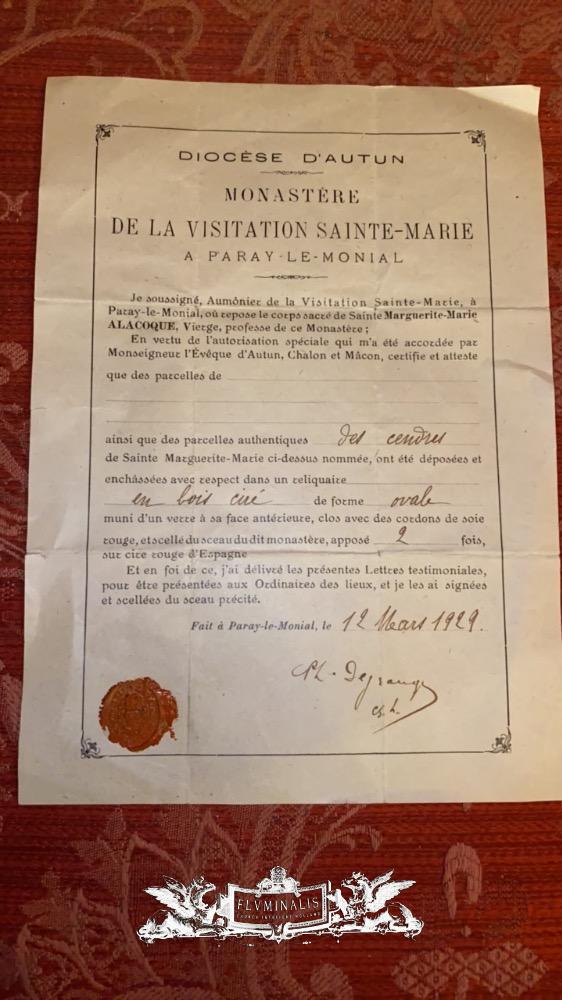 DIOCÈSE D'AUTUN
MONASTÈRE
DE LA VISITATION SAINTE-MARIE
A PARAY-LE-MONIAL
Je soussigné, Aumônier de la Visitation Sainte-Marie, à
Paray-le-Monial, où repose le corps sacré de Sainte Marguerite-Marie
ALACOQUE, Vierge, professe de ce Monastère ;
En vertu de l'autorisation spéciale qui m'a été accordée par
Monseigneur l'Evêque d'Autun, Chalon et Mâcon, certifie et atteste
que des parcelles de
ainsi que des parcelles authentiques des cendres
de Sainte Marguerite-Marie ci-dessus nommée, ont été déposées et
enchâssées avec respect dans un reliquaire
en bois ciré de forme ovale
muni d'un verre à sa face antérieure, clos avec des cordons de soie
rouge, et scellé du sceau du dit monastère, apposé 2 fois,
sur cire rouge d'Espagne
Et en foi de ce, j'ai délivré les présentes Lettres testimoniales,
pour être présentées aux Ordinaires des lieux, et je les ai signées
et scellées du sceau précité.
Fait à Paray-le-Monial, le 12 Mars 1929.
Ph. Degrange
FLVMINALIS
CHURCH INTERIORS HOLLAND